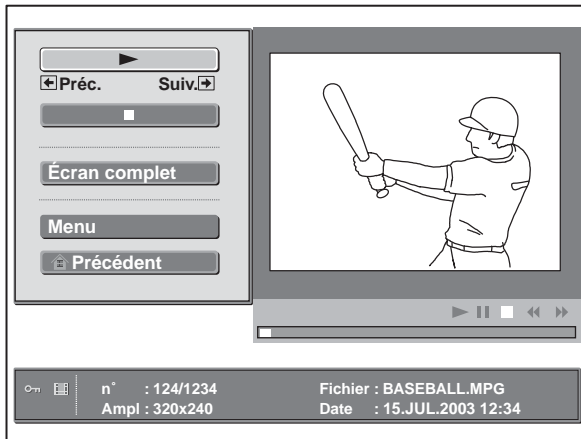 Préc. Suiv.
Écran complet
Menu
Précédent
n° : 124/1234
Ampl : 320x240
Fichier : BASEBALL.MPG
Date : 15.JUL.2003 12:34